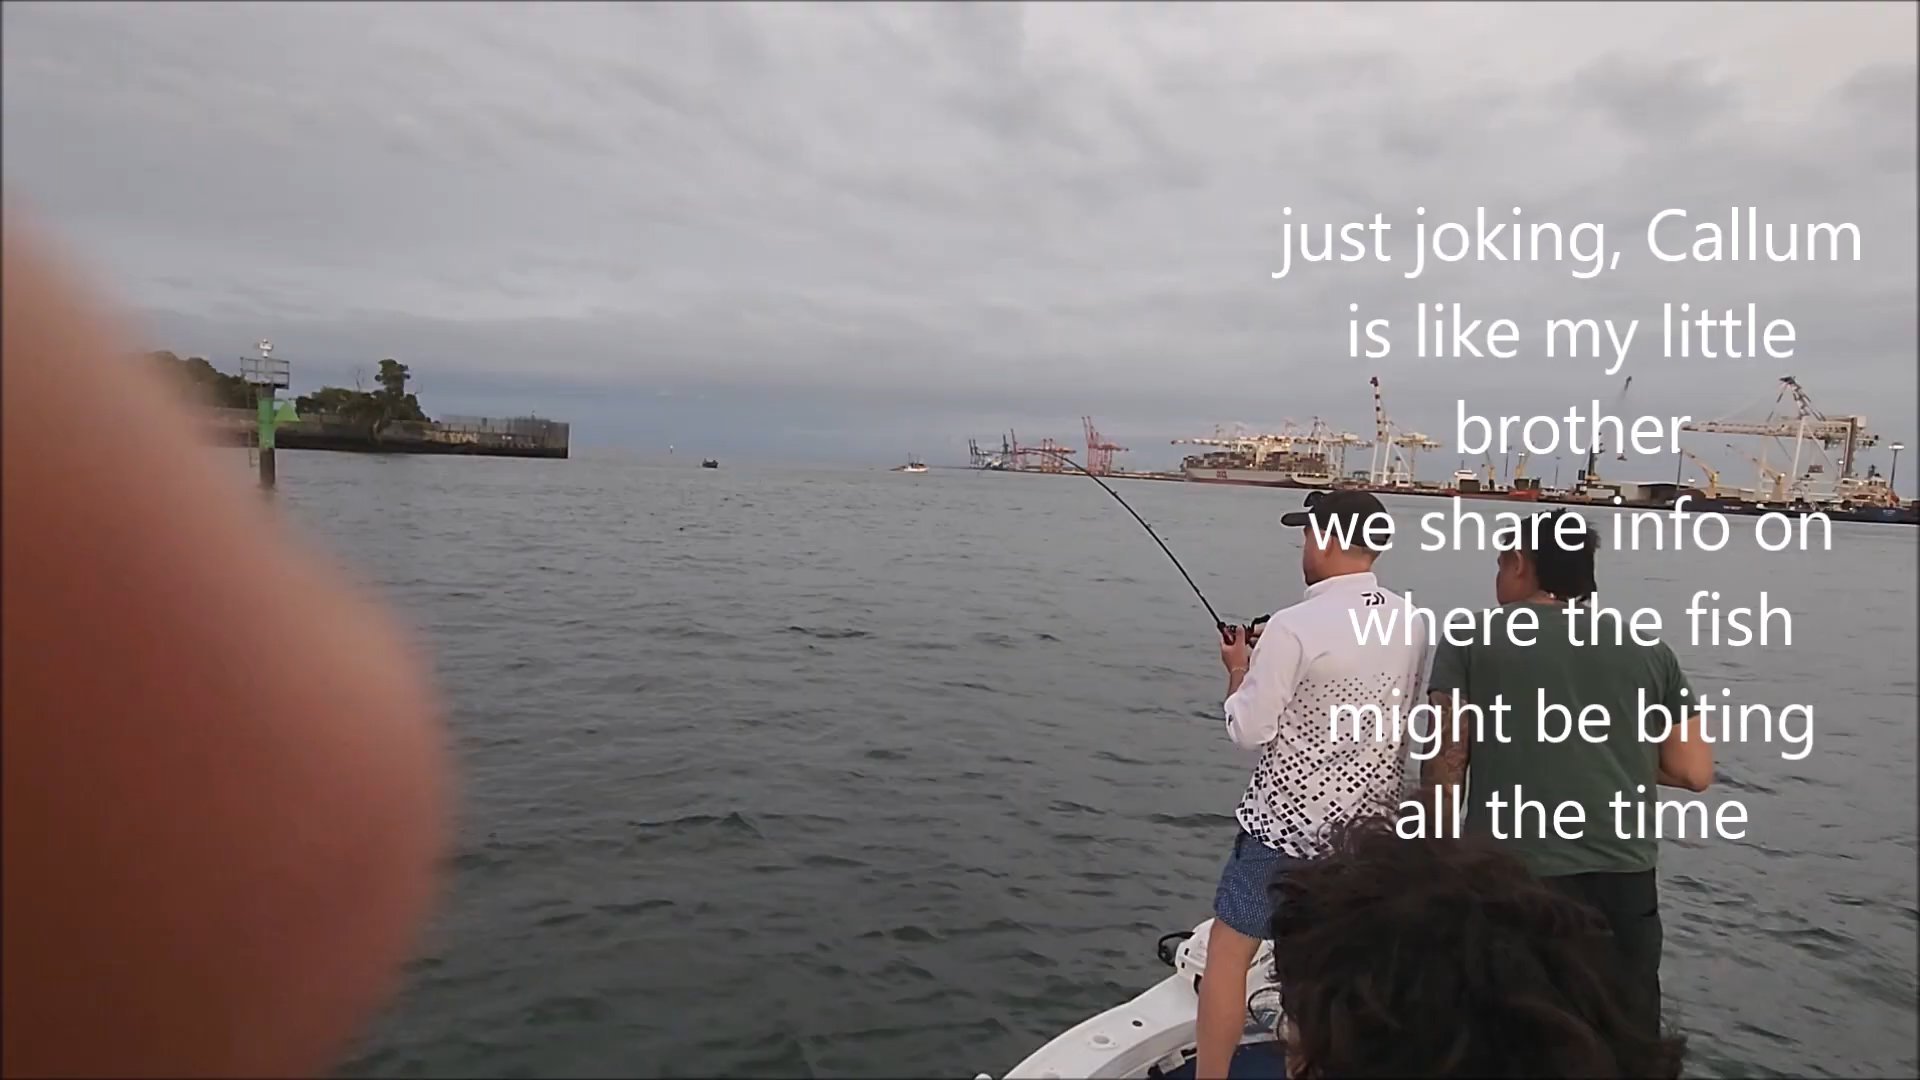 just joking, Callum
is like my little
brother
we share info on
where the fish
might be biting
all the time